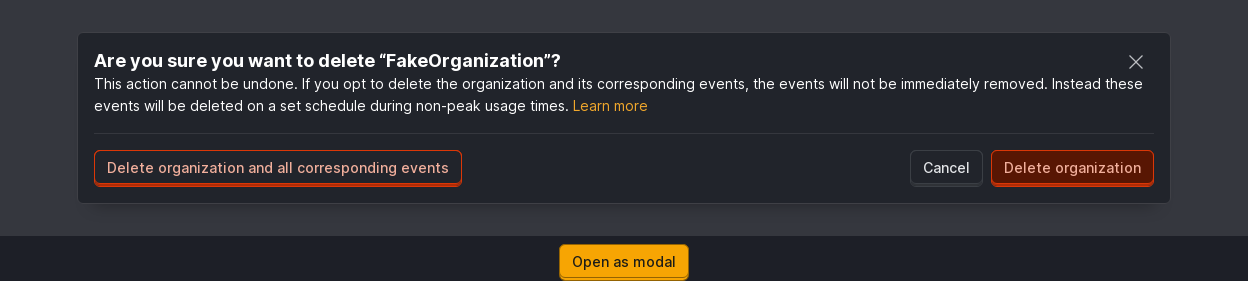 Are you sure you want to delete “FakeOrganization”?
This action cannot be undone. If you opt to delete the organization and its corresponding events, the events will not be immediately removed. Instead these
events will be deleted on a set schedule during non-peak usage times. Learn more
Delete organization and all corresponding events
Cancel
Delete organization
Open as modal